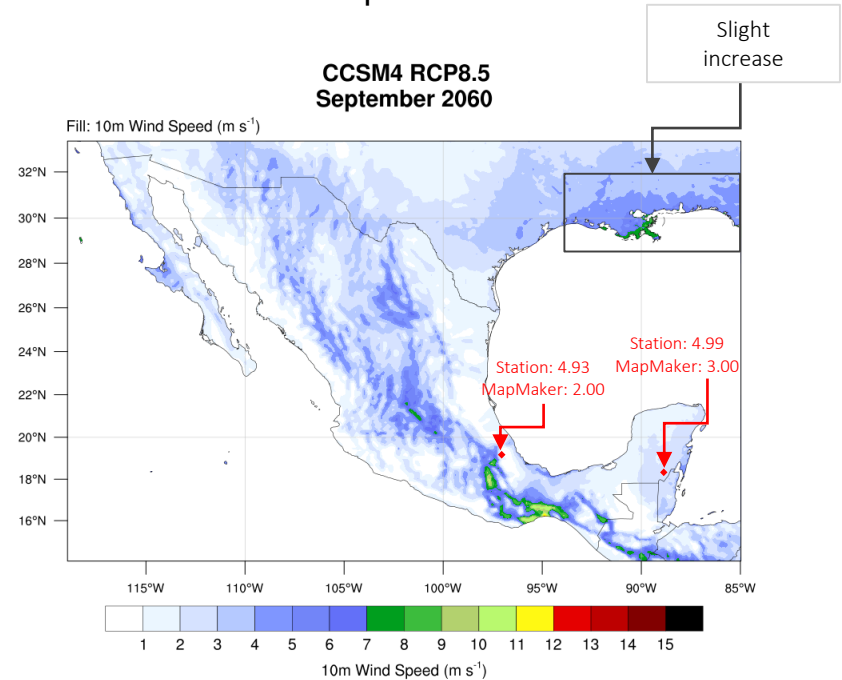 Slight
increase
CCSM4 RCP8.5
September 2060
Fill: 10m Wind Speed (m s⁻¹)
32°N
30°N
28°N
26°N
24°N
22°N
20°N
18°N
16°N
Station: 4.99
MapMaker: 3.00
Station: 4.93
MapMaker: 2.00
115°W 110°W 105°W 100°W 95°W 90°W 85°W
1 2 3 4 5 6 7 8 9 10 11 12 13 14 15
10m Wind Speed (m s⁻¹)